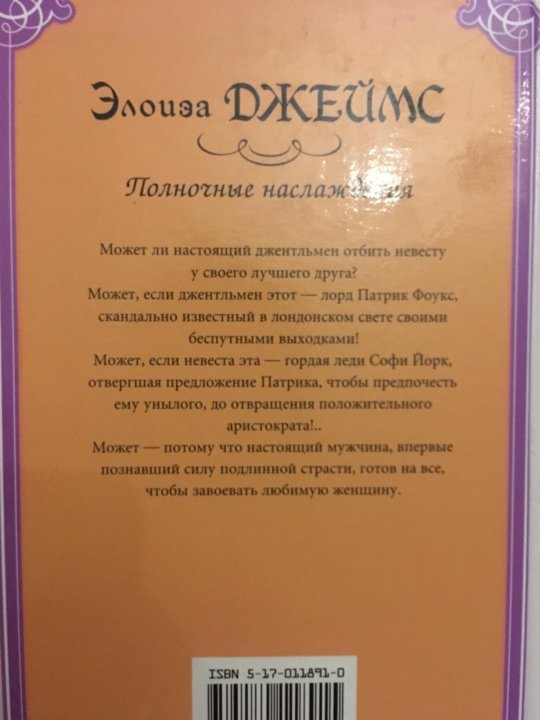 Элоиза ДЖЕЙМС
Полночные наслаждения
Может ли настоящий джентльмен отбить невесту
у своего лучшего друга?
Может, если джентльмен этот — лорд Патрик Фоукс,
скандально известный в лондонском свете своими
беспутными выходками!
Может, если невеста эта — гордая леди Софи Йорк,
отвергшая предложение Патрика, чтобы предпочесть
ему унылого, до отвращения положительного
аристократа!..
Может — потому что настоящий мужчина, впервые
познавший силу подлинной страсти, готов на все,
чтобы завоевать любимую женщину.
ISBN 5-17-011891-0